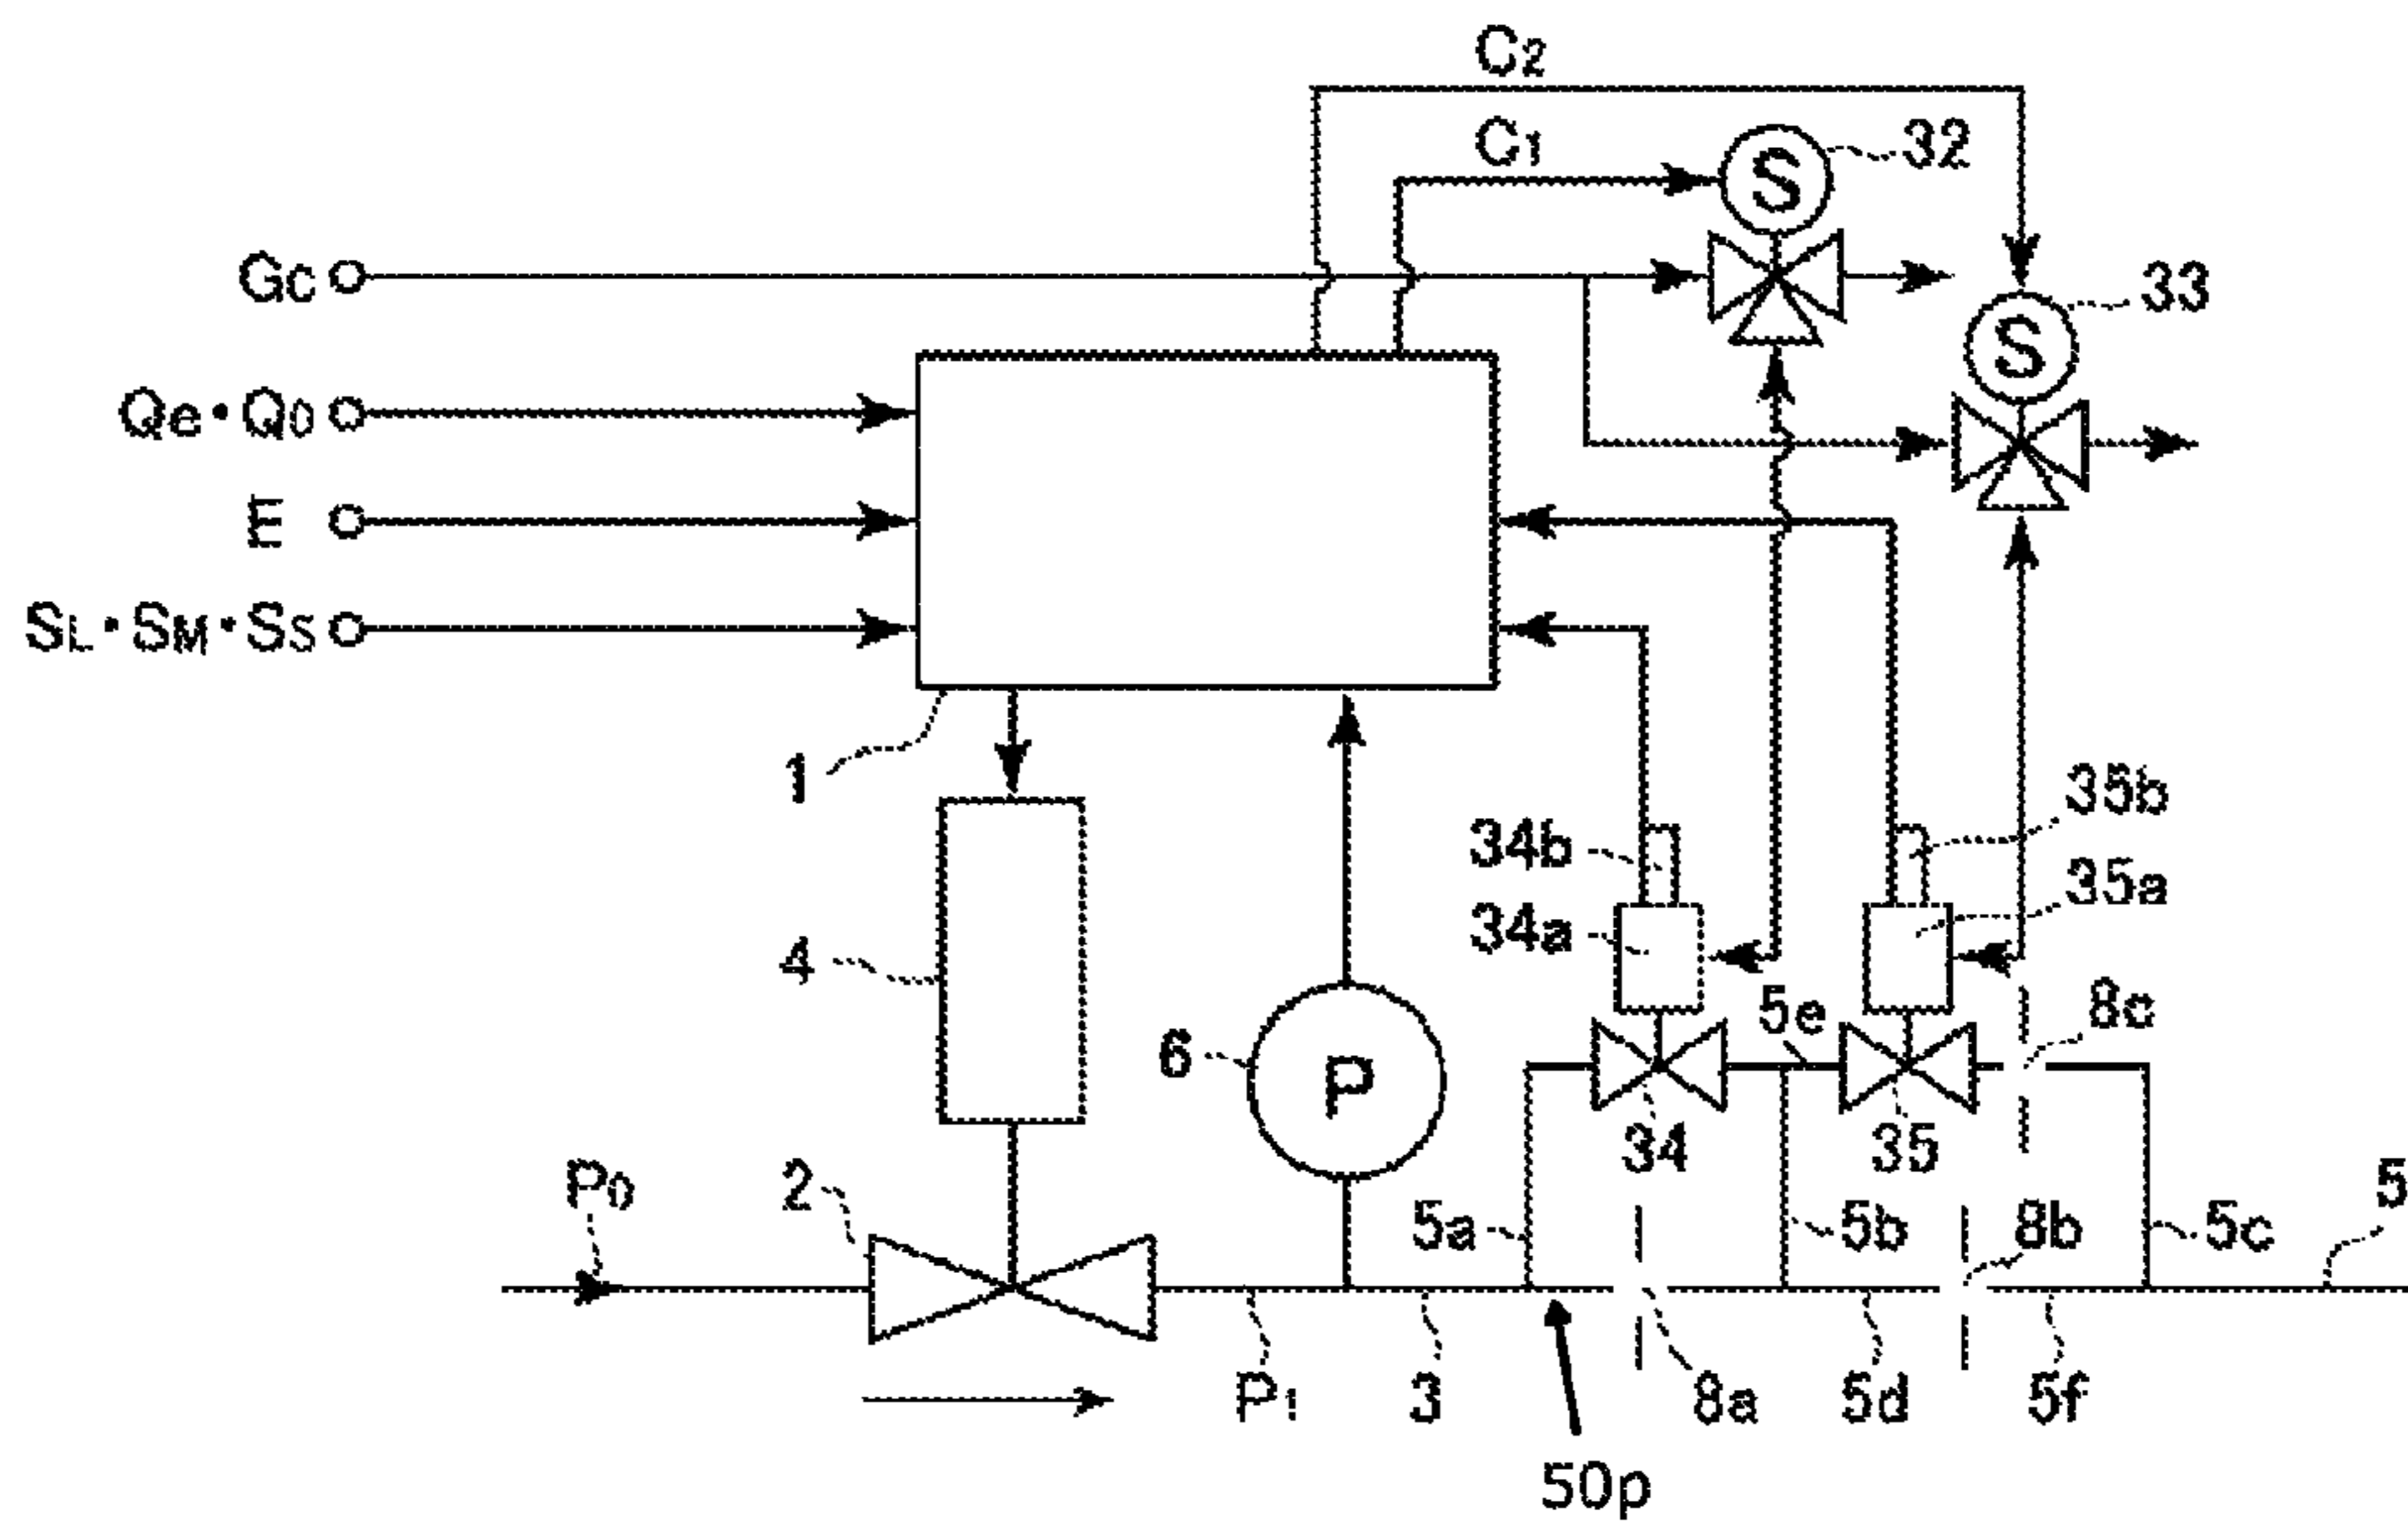 C2
C1
S
32
Gc
S
33
Qe・Q0
E
SL・SM・SS
1
35b
34b
35a
34a
4
5e
8c
6
P
34
35
P0
2
5
5a
5b
8b
5c
P1
3
8a
5d
5f
50p